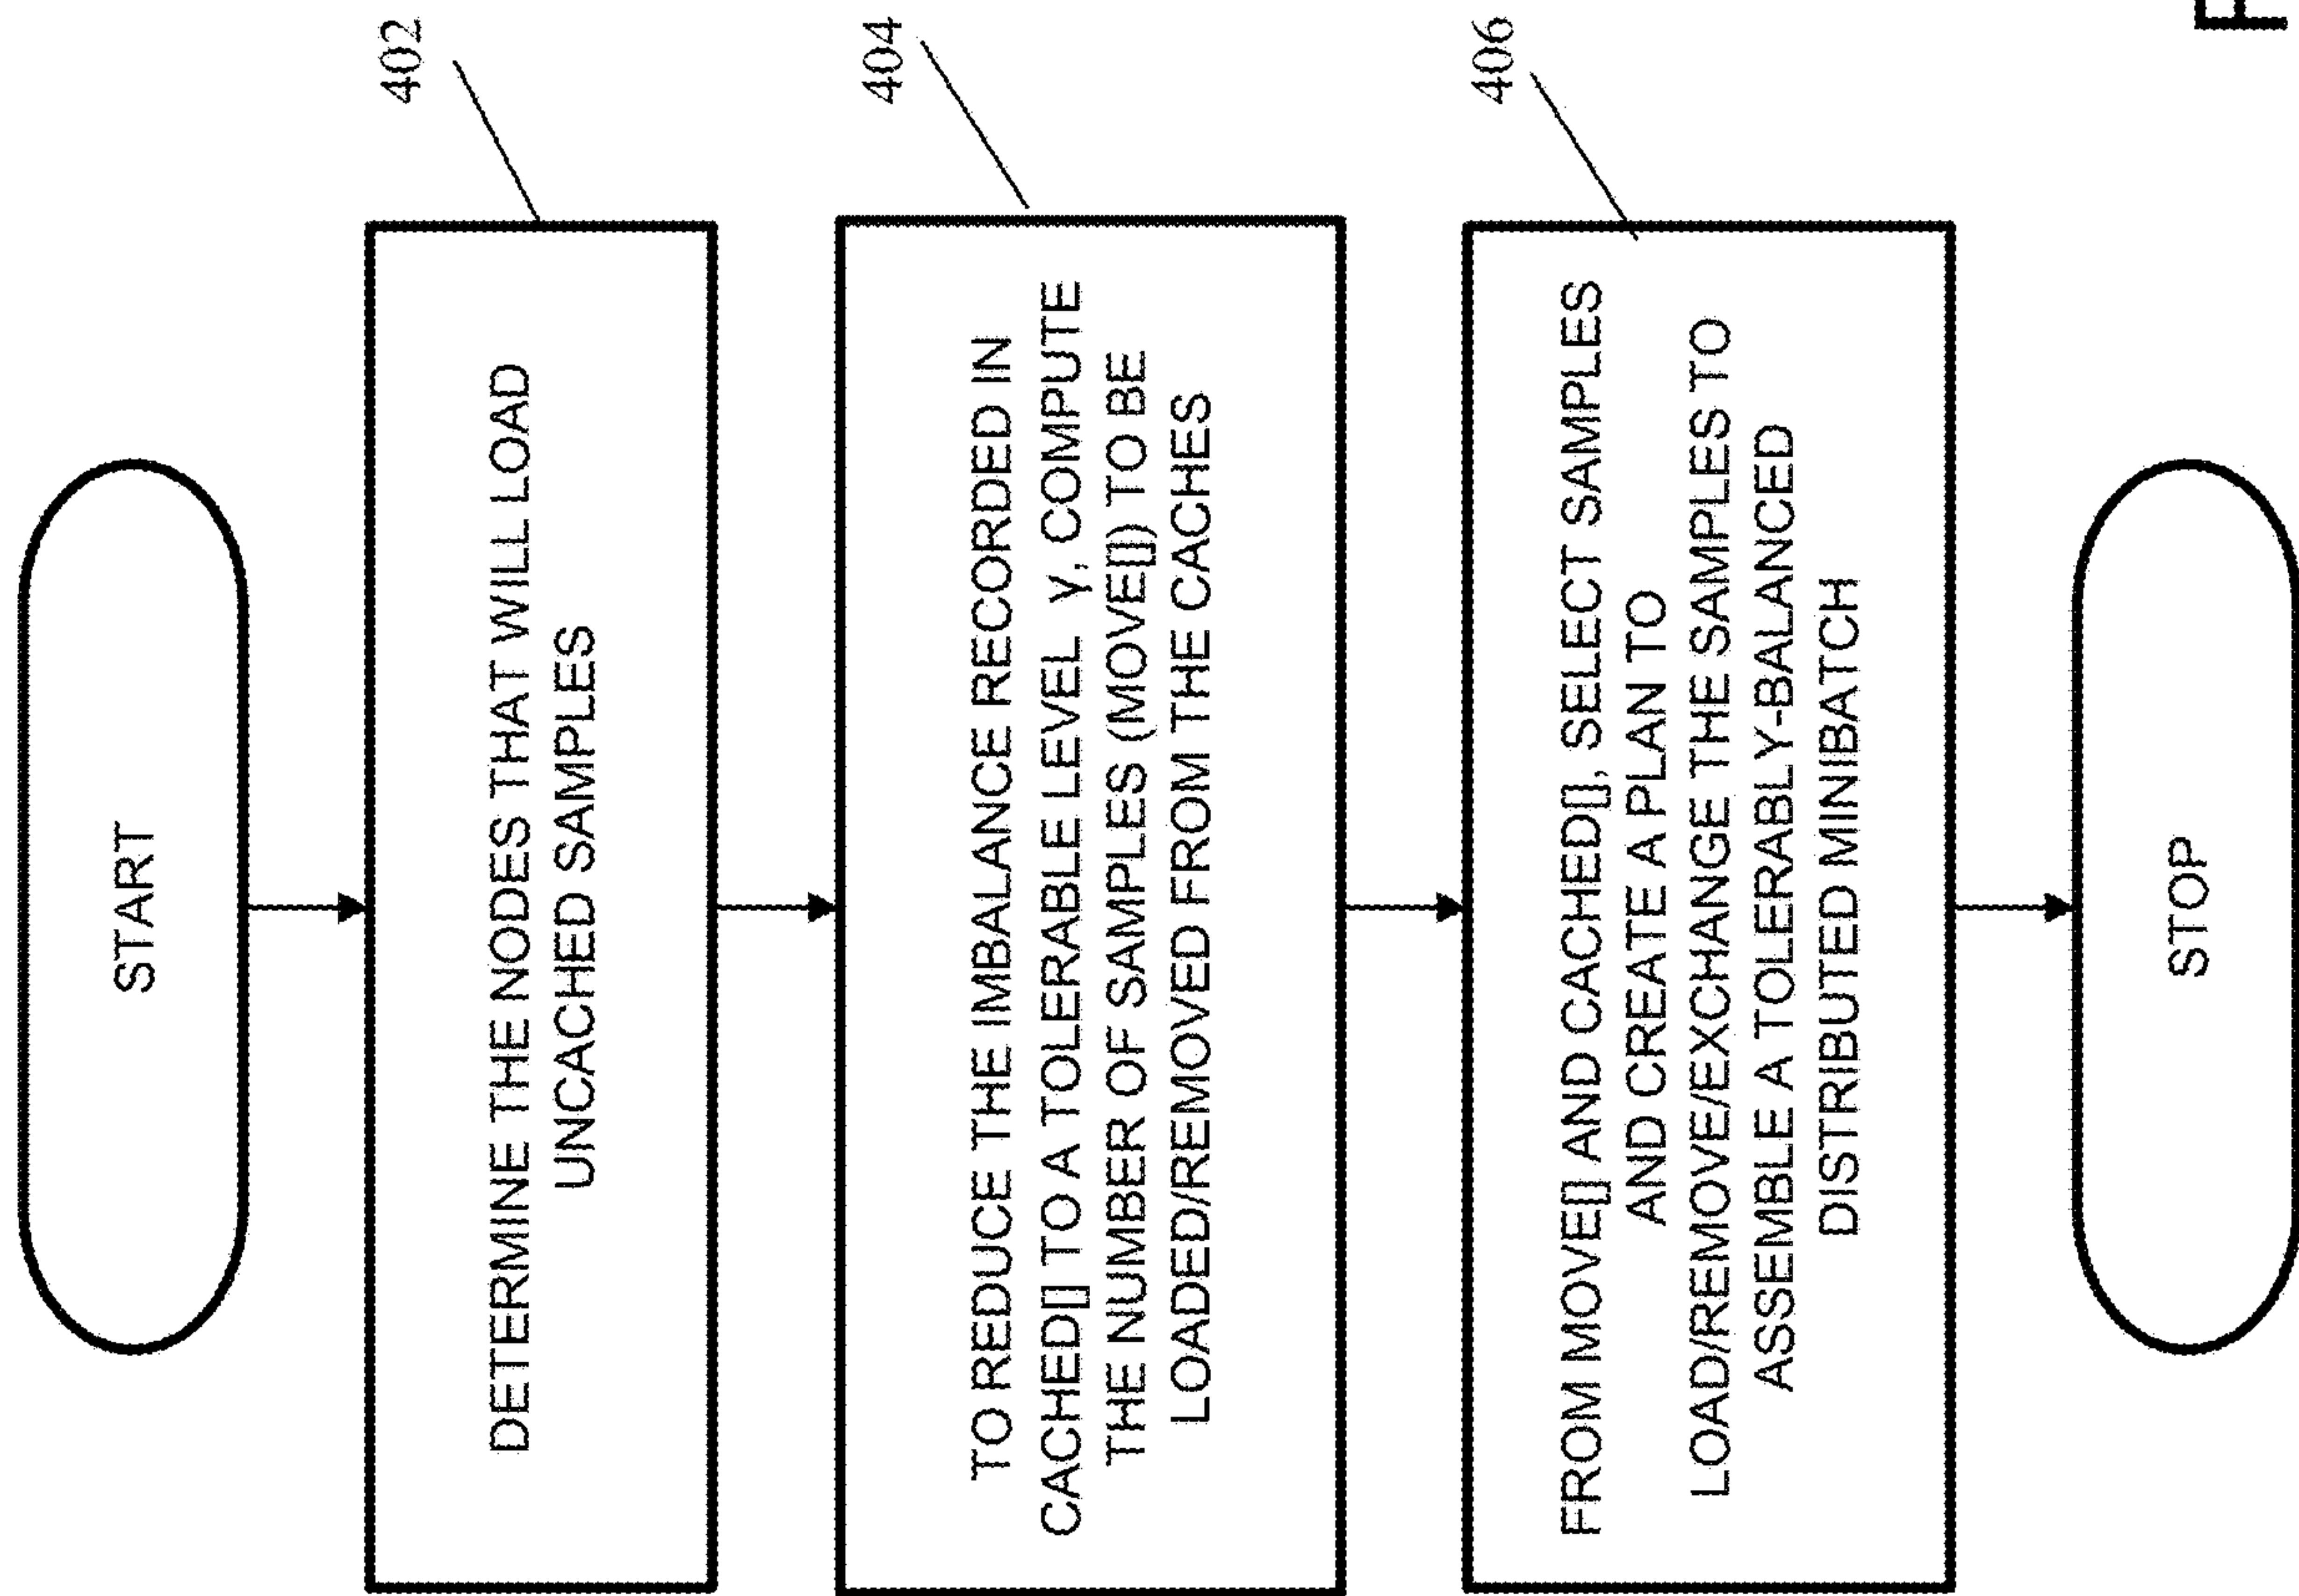 START
402
DETERMINE THE NODES THAT WILL LOAD
UNCACHED SAMPLES
404
TO REDUCE THE IMBALANCE RECORDED IN
CACHED[] TO A TOLERABLE LEVEL γ, COMPUTE
THE NUMBER OF SAMPLES (MOVE[]) TO BE
LOADED/REMOVED FROM THE CACHES
406
FROM MOVE[] AND CACHED[], SELECT SAMPLES
AND CREATE A PLAN TO
LOAD/REMOVE/EXCHANGE THE SAMPLES TO
ASSEMBLE A TOLERABLY-BALANCED
DISTRIBUTED MINIBATCH
STOP